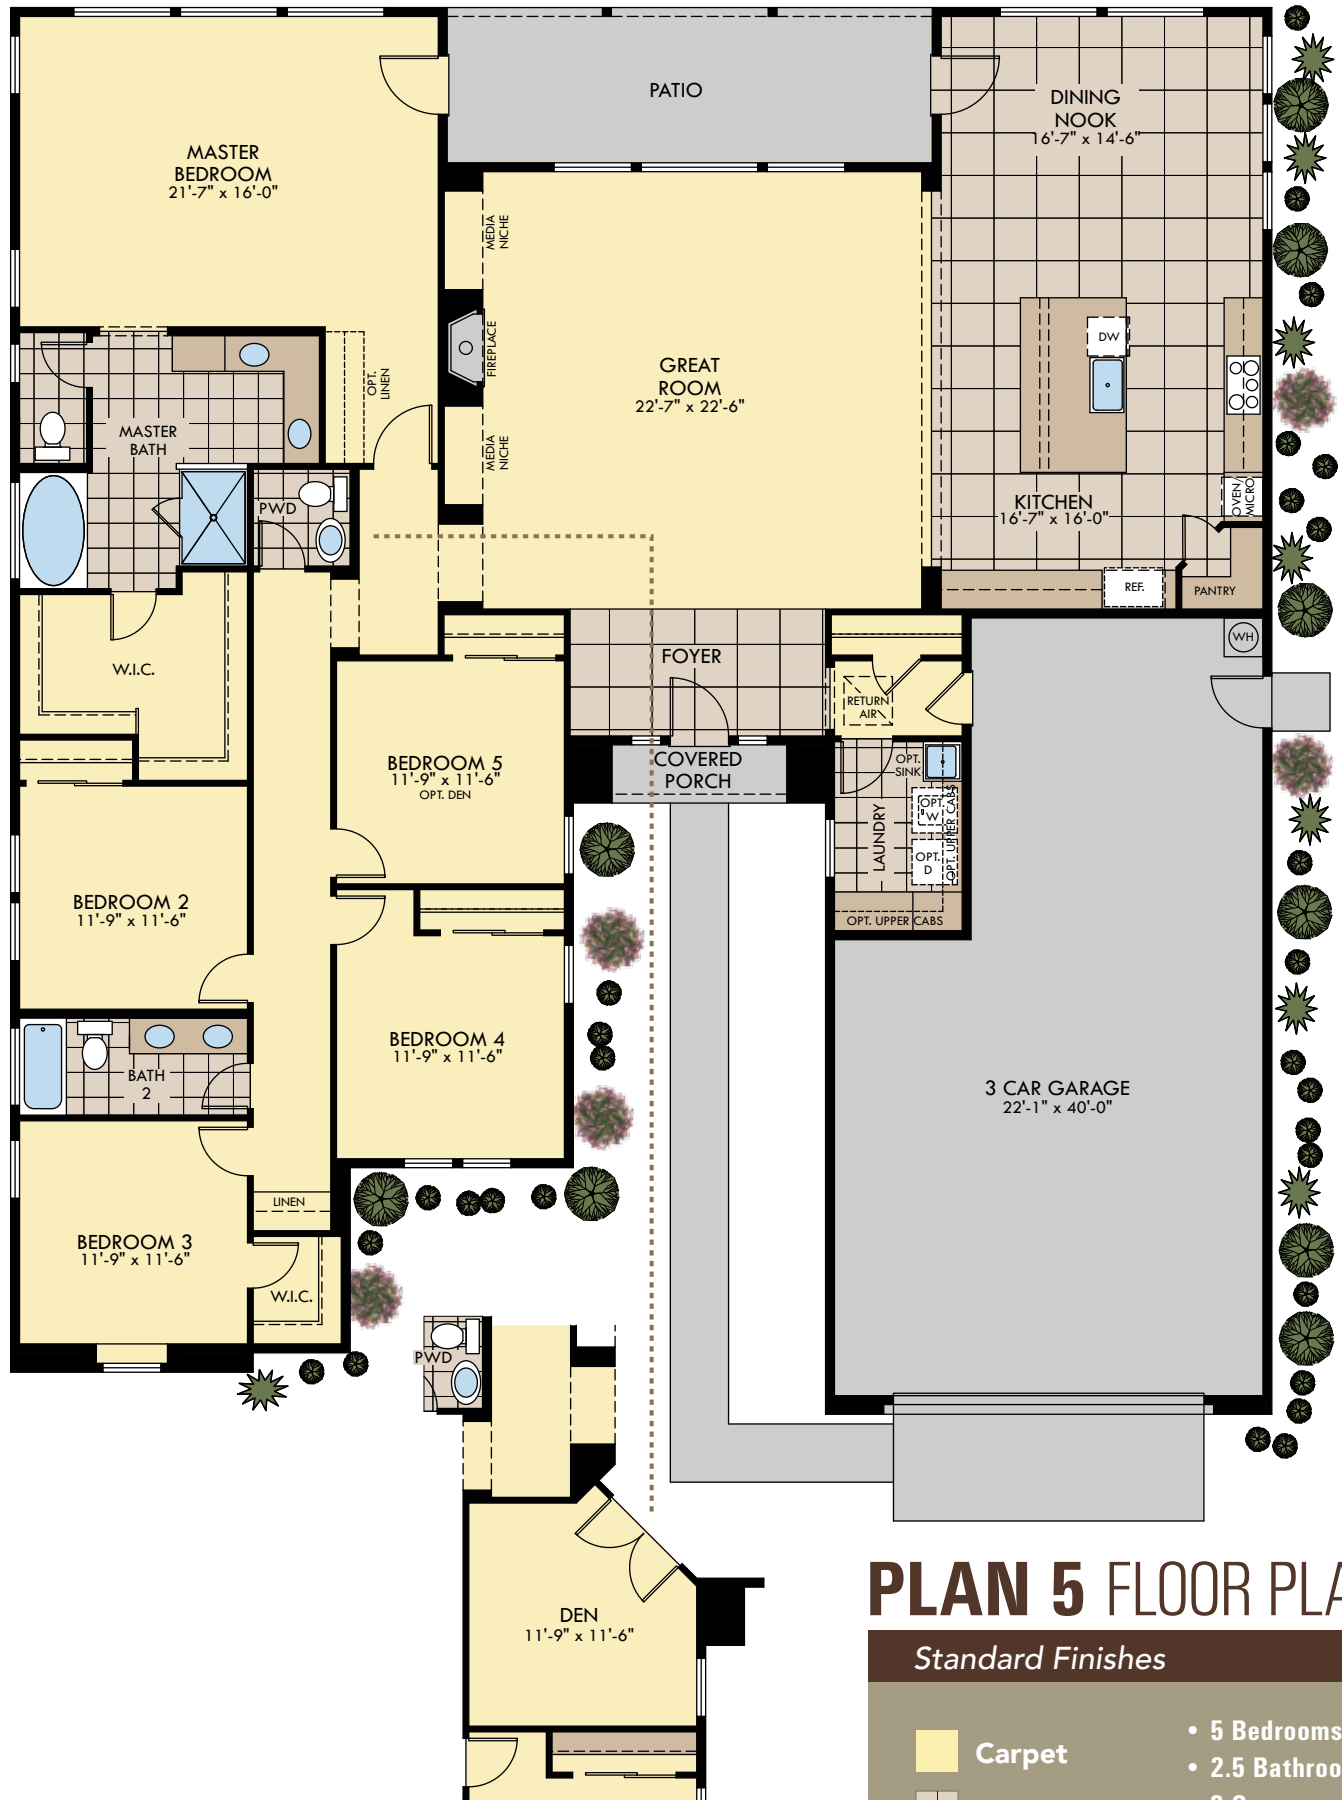 PATIO
DINING
NOOK
16'-7" x 14'-6"
MASTER
BEDROOM
21'-7" x 16'-0"
MEDIA
NICHE
FIREPLACE
MEDIA
NICHE
GREAT
ROOM
22'-7" x 22'-6"
DW
OPT.
LINEN
MASTER
BATH
PWD
KITCHEN
16'-7" x 16'-0"
OVEN/
MICRO
REF.
PANTRY
W.I.C.
FOYER
WH
RETURN
AIR
BEDROOM 5
11'-9" x 11'-6"
OPT. DEN
COVERED
PORCH
OPT.
SINK
OPT.
W
OPT.
D
OPT. UPPER CABS
LAUNDRY
OPT. UPPER CABS
BEDROOM 2
11'-9" x 11'-6"
BEDROOM 4
11'-9" x 11'-6"
BATH
2
3 CAR GARAGE
22'-1" x 40'-0"
LINEN
BEDROOM 3
11'-9" x 11'-6"
W.I.C.
PWD
DEN
11'-9" x 11'-6"
PLAN 5 FLOOR PLA
Standard Finishes
Carpet
• 5 Bedrooms
• 2.5 Bathroo